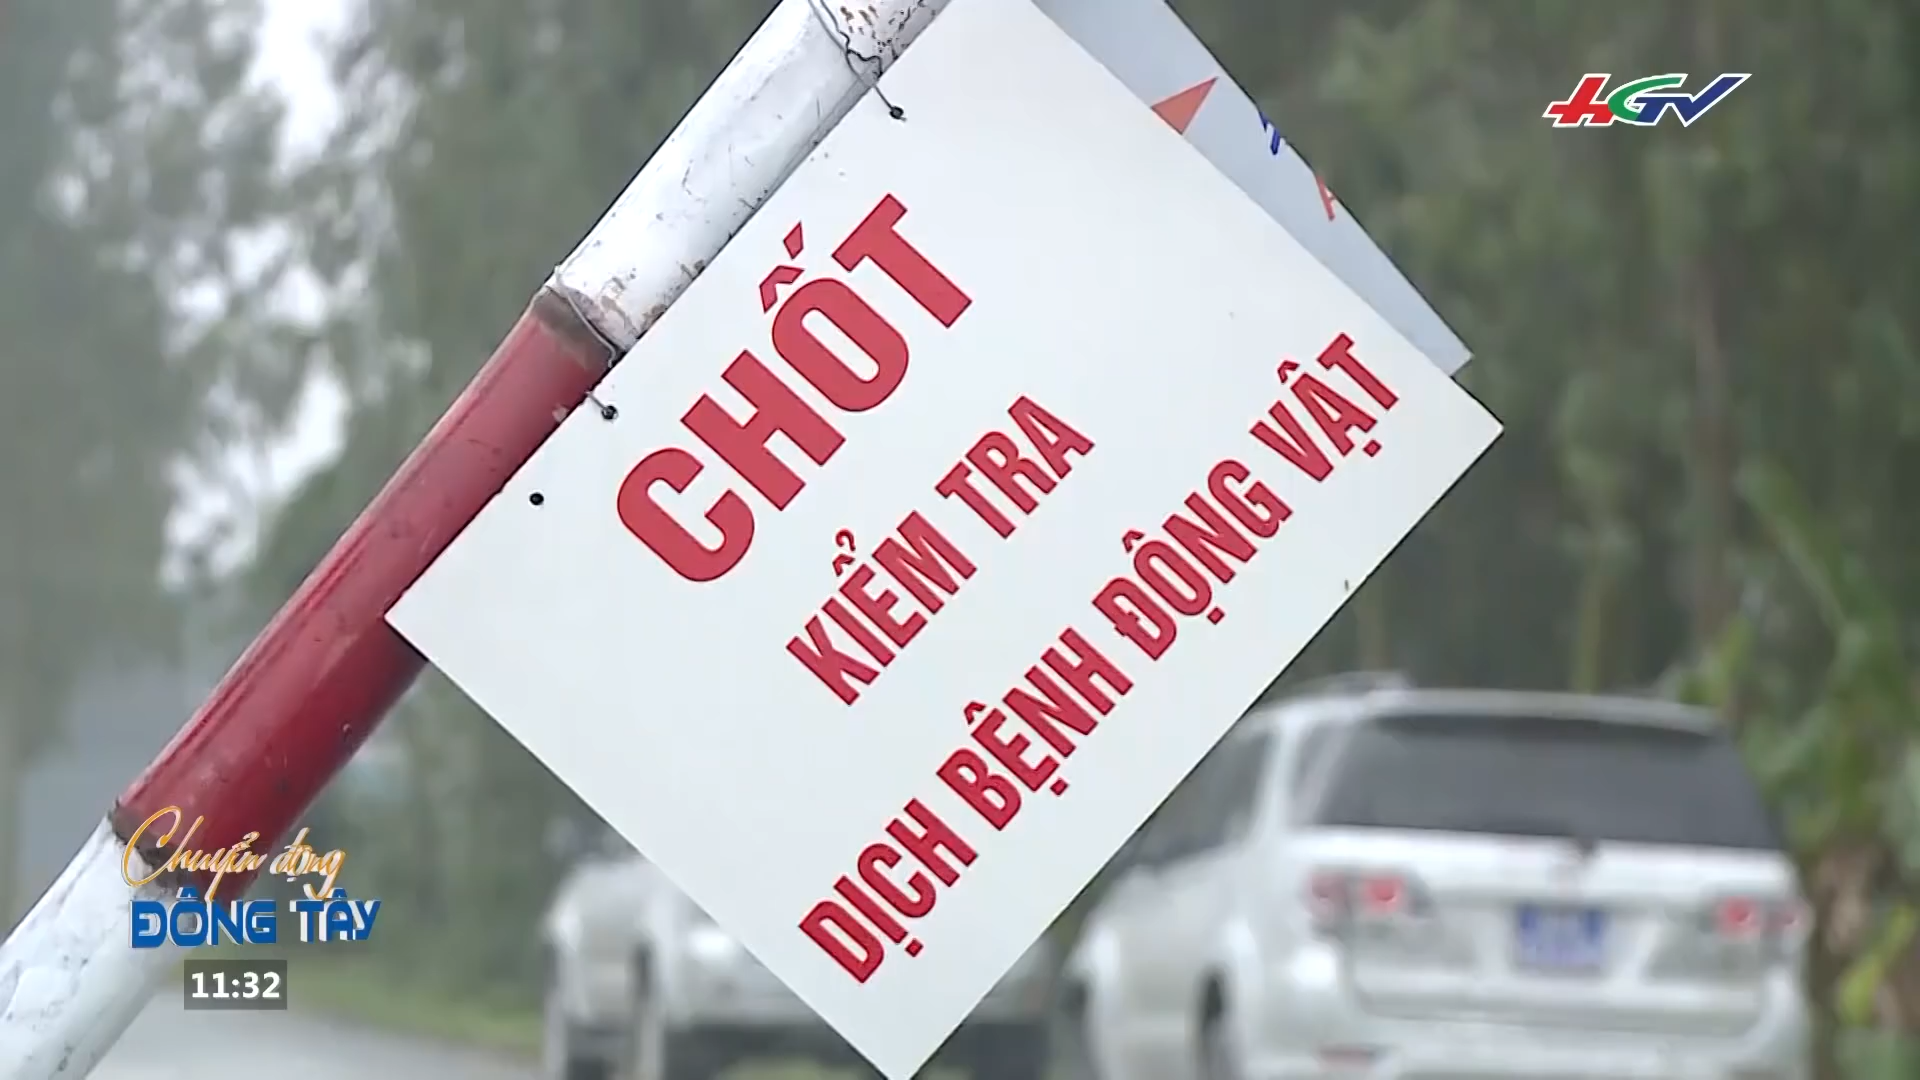 HGV
CHỐT
KIỂM TRA
DỊCH BỆNH ĐỘNG VẬT
Chuyển động
ĐÔNG TÂY
11:32